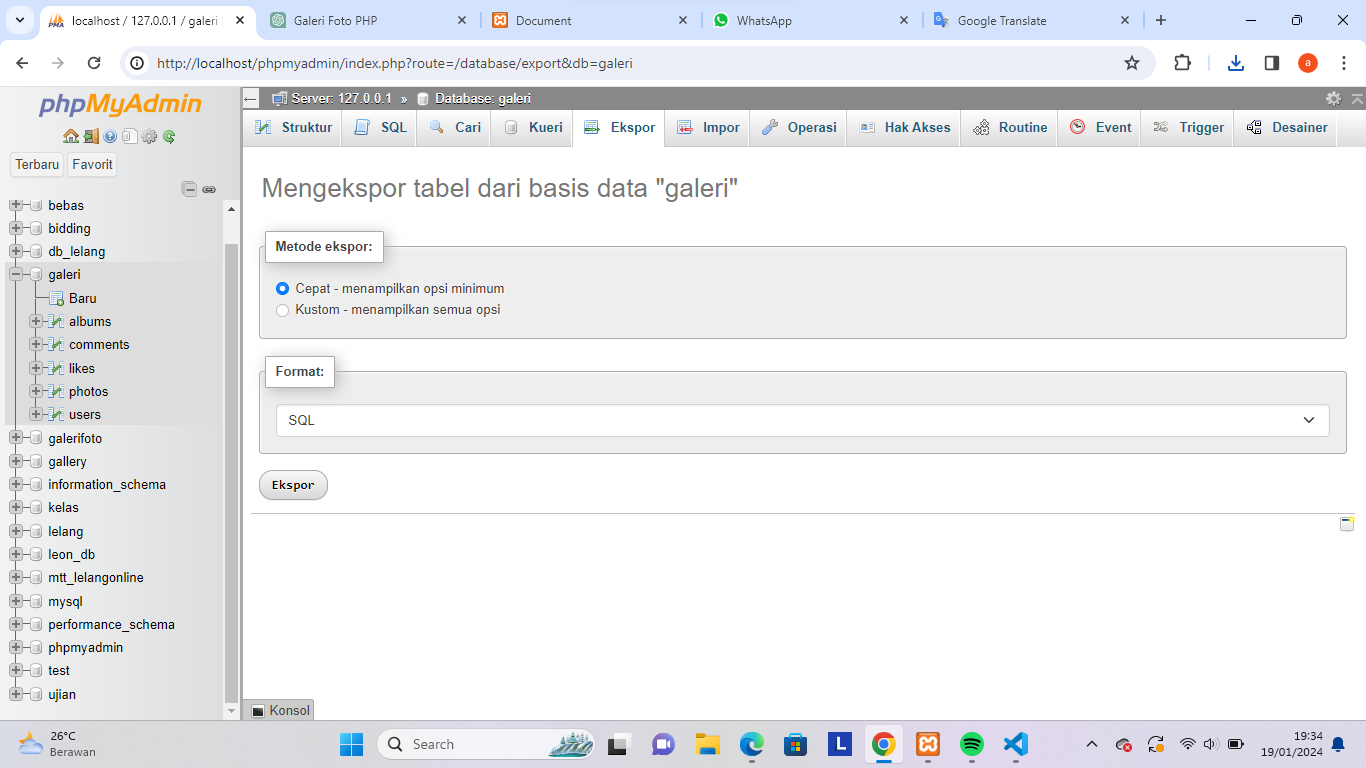 localhost / 127.0.0.1 / galeri
Galeri Foto PHP
Document
WhatsApp
Google Translate
http://localhost/phpmyadmin/index.php?route=/database/export&db=galeri
a
phpMyAdmin
Terbaru
Favorit
bebas
bidding
db_lelang
galeri
Baru
albums
comments
likes
photos
users
galerifoto
gallery
information_schema
kelas
lelang
leon_db
mtt_lelangonline
mysql
performance_schema
phpmyadmin
test
ujian
Server: 127.0.0.1 » Database: galeri
Struktur
SQL
Cari
Kueri
Ekspor
Impor
Operasi
Hak Akses
Routine
Event
Trigger
Desainer
Mengekspor tabel dari basis data "galeri"
Metode ekspor:
Cepat - menampilkan opsi minimum
Kustom - menampilkan semua opsi
Format:
SQL
Ekspor
Konsol
26°C
Berawan
Search
L
19:34
19/01/2024